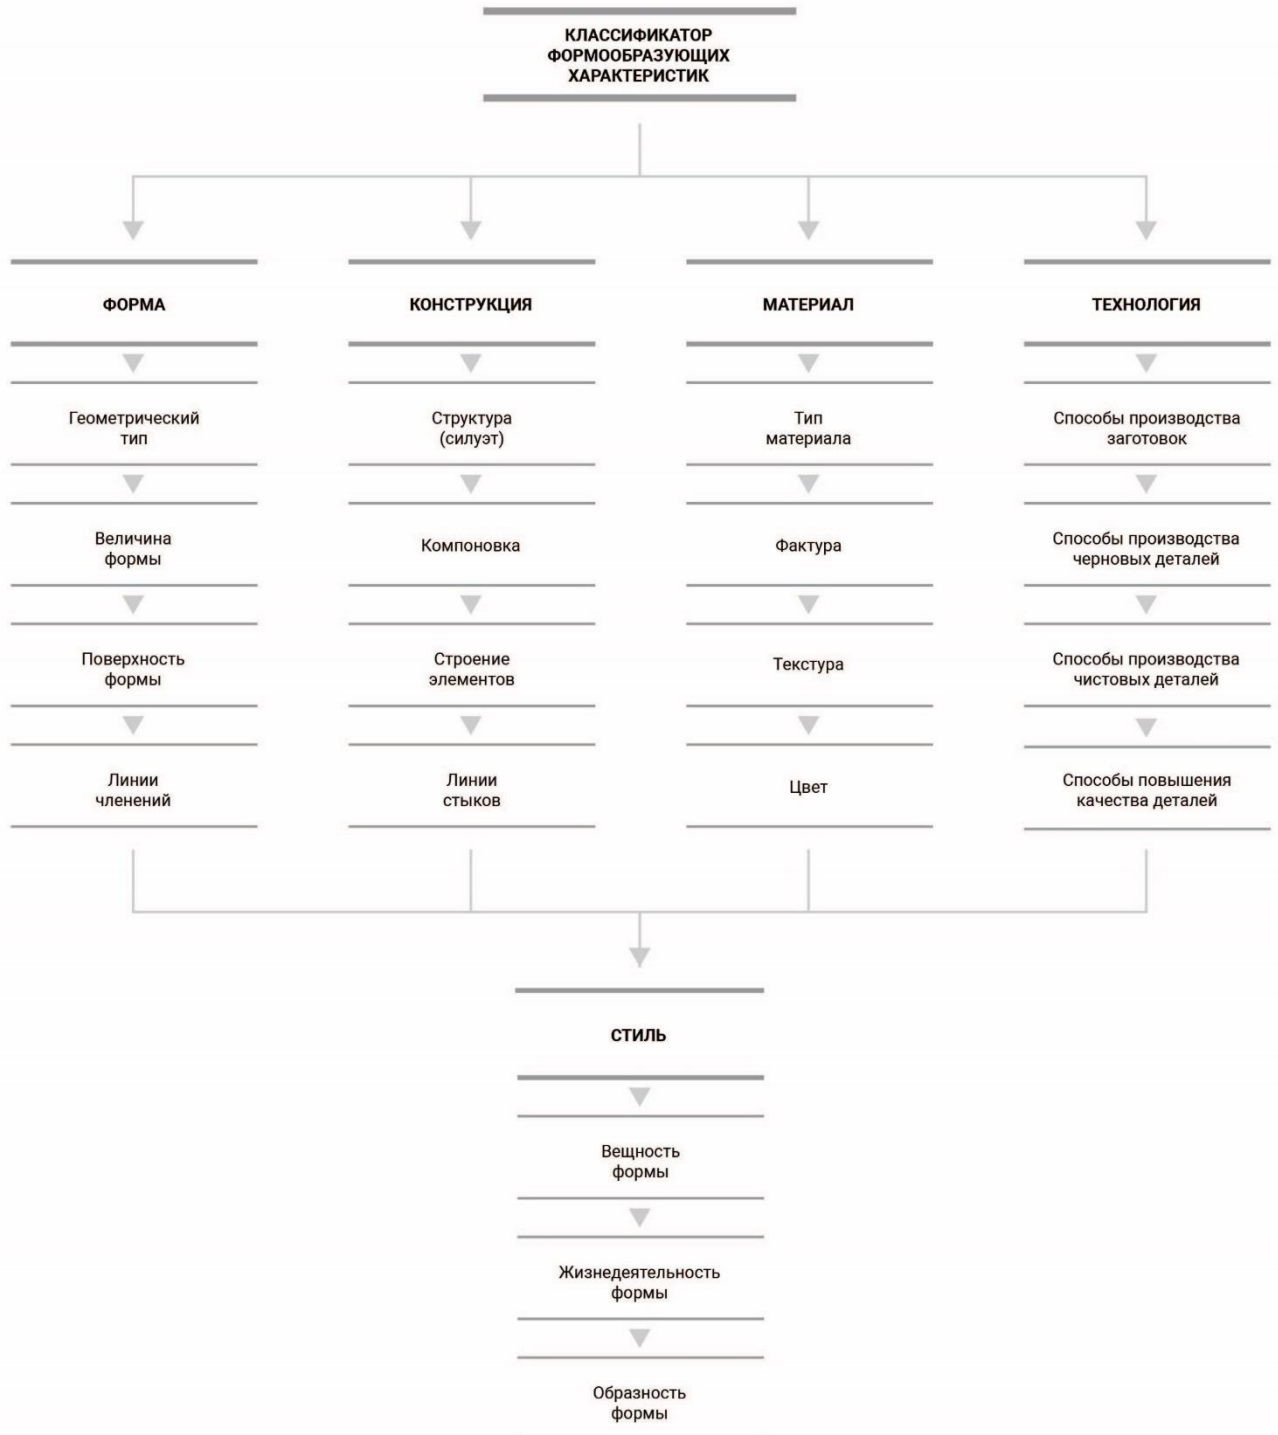 КЛАССИФИКАТОР
ФОРМООБРАЗУЮЩИХ
ХАРАКТЕРИСТИК
ФОРМА
Геометрический
тип
Величина
формы
Поверхность
формы
Линии
членений
КОНСТРУКЦИЯ
Структура
(силуэт)
Компоновка
Строение
элементов
Линии
стыков
МАТЕРИАЛ
Тип
материала
Фактура
Текстура
Цвет
ТЕХНОЛОГИЯ
Способы производства
заготовок
Способы производства
черновых деталей
Способы производства
чистовых деталей
Способы повышения
качества деталей
СТИЛЬ
Вещность
формы
Жизнедеятельность
формы
Образность
формы